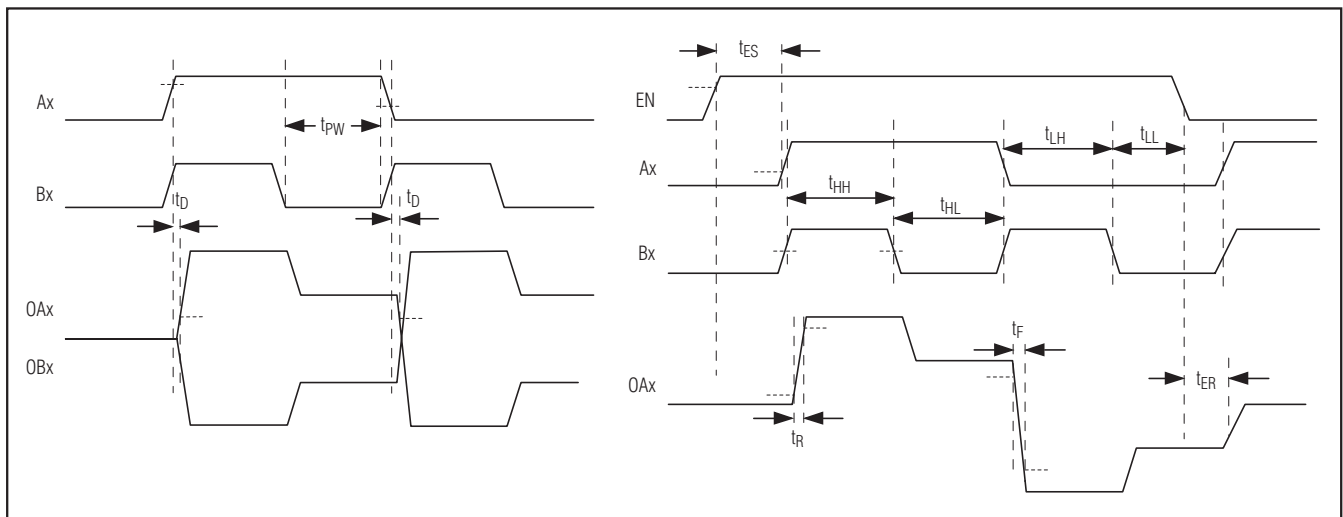 Ax
tPW
Bx
tD
tD
OAx
OBx
tES
EN
tLH
tLL
Ax
tHH
tHL
Bx
tF
OAx
tER
tR